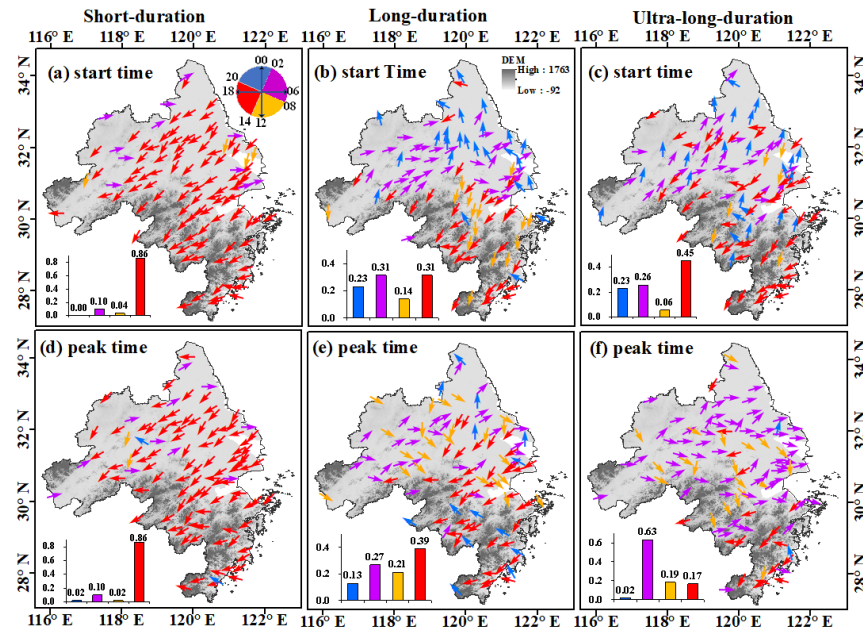 Short-duration Long-duration Ultra-long-duration
116° E 118° E 120° E 122° E 116° E 118° E 120° E 122° E 116° E 118° E 120° E 122° E
(a) start time
00 02
20
18 06
08
14 12
(b) start Time
DEM
High : 1763
Low : -92
(c) start time
34° N
32° N
30° N
28° N
0.8
0.6
0.4
0.2
0.0
0.00 0.10 0.04 0.86
0.4
0.2
0.0
0.23 0.31 0.14 0.31
0.4
0.2
0.0
0.23 0.26 0.06 0.45
(d) peak time
(e) peak time
(f) peak time
34° N
32° N
30° N
28° N
0.8
0.6
0.4
0.2
0.0
0.02 0.10 0.02 0.86
0.4
0.2
0.0
0.13 0.27 0.21 0.39
0.6
0.4
0.2
0.0
0.02 0.63 0.19 0.17
116° E 118° E 120° E 122° E 116° E 118° E 120° E 122° E 116° E 118° E 120° E 122° E